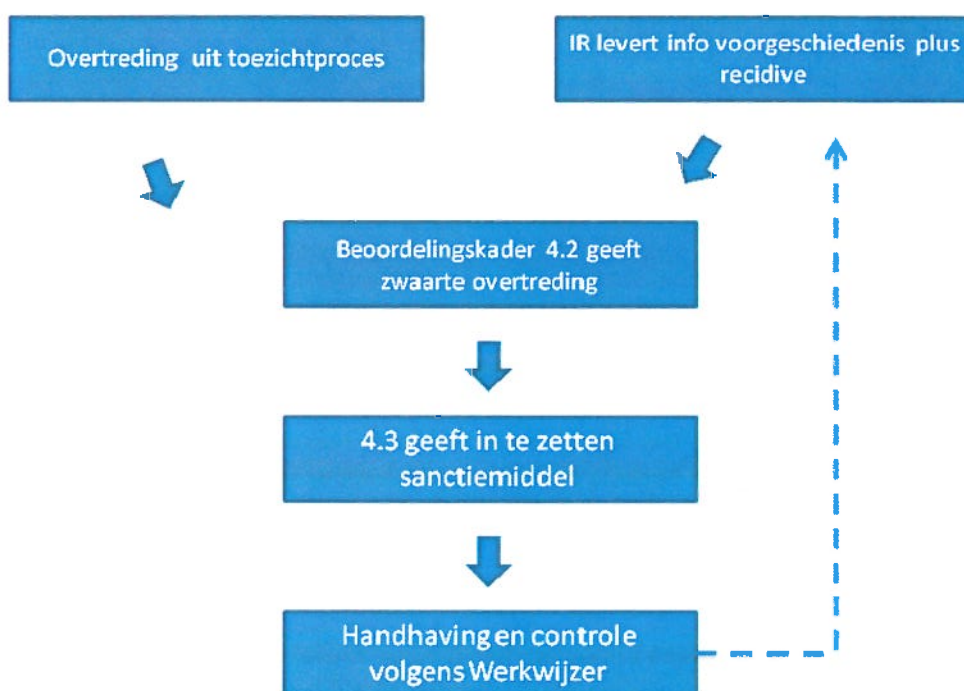 Overtreding uit toezichtproces
IR levert info voorgeschiedenis plus
recidive
Beoordelingskader 4.2 geeft
zwaarte overtreding
4.3 geeft in te zetten
sanctiemiddel
Handhaving en controle
volgens Werkwijzer